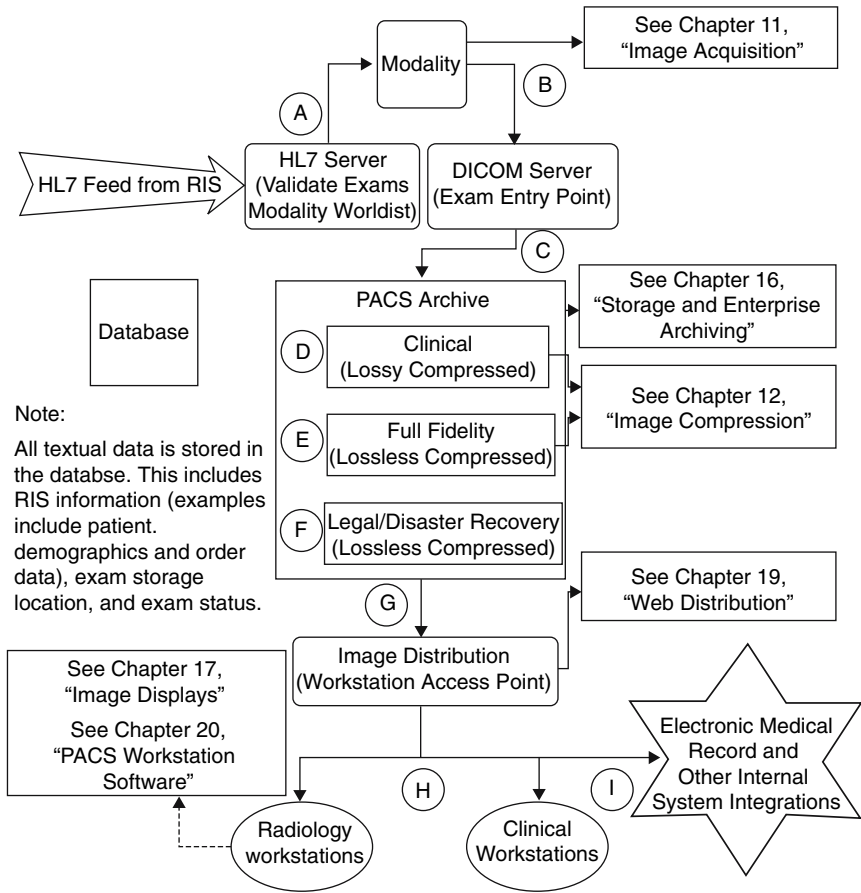 See Chapter 11,
“Image Acquisition”
Modality
A
B
HL7 Feed from RIS
HL7 Server
(Validate Exams
Modality Worldist)
DICOM Server
(Exam Entry Point)
C
Database
PACS Archive
See Chapter 16,
“Storage and Enterprise
Archiving”
D
Clinical
(Lossy Compressed)
See Chapter 12,
“Image Compression”
E
Full Fidelity
(Lossless Compressed)
F
Legal/Disaster Recovery
(Lossless Compressed)
Note:
All textual data is stored in
the databse. This includes
RIS information (examples
include patient.
demographics and order
data), exam storage
location, and exam status.
G
See Chapter 19,
“Web Distribution”
Image Distribution
(Workstation Access Point)
See Chapter 17,
“Image Displays”
See Chapter 20,
“PACS Workstation
Software”
H
I
Electronic Medical
Record and
Other Internal
System Integrations
Radiology
workstations
Clinical
Workstations